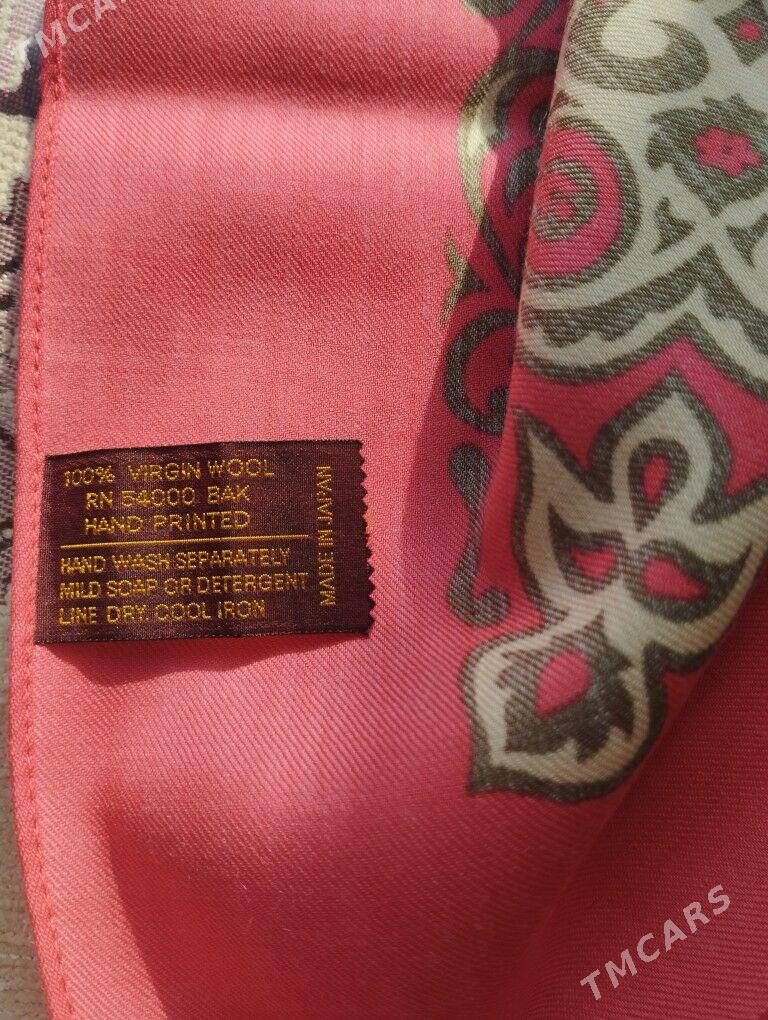 TMCARS
100% VIRGIN WOOL
RN 54000 BAK
HAND PRINTED
HAND WASH SEPARATELY
MILD SOAP OR DETERGENT
LINE DRY. COOL IRON
MADE IN JAPAN
TMCARS